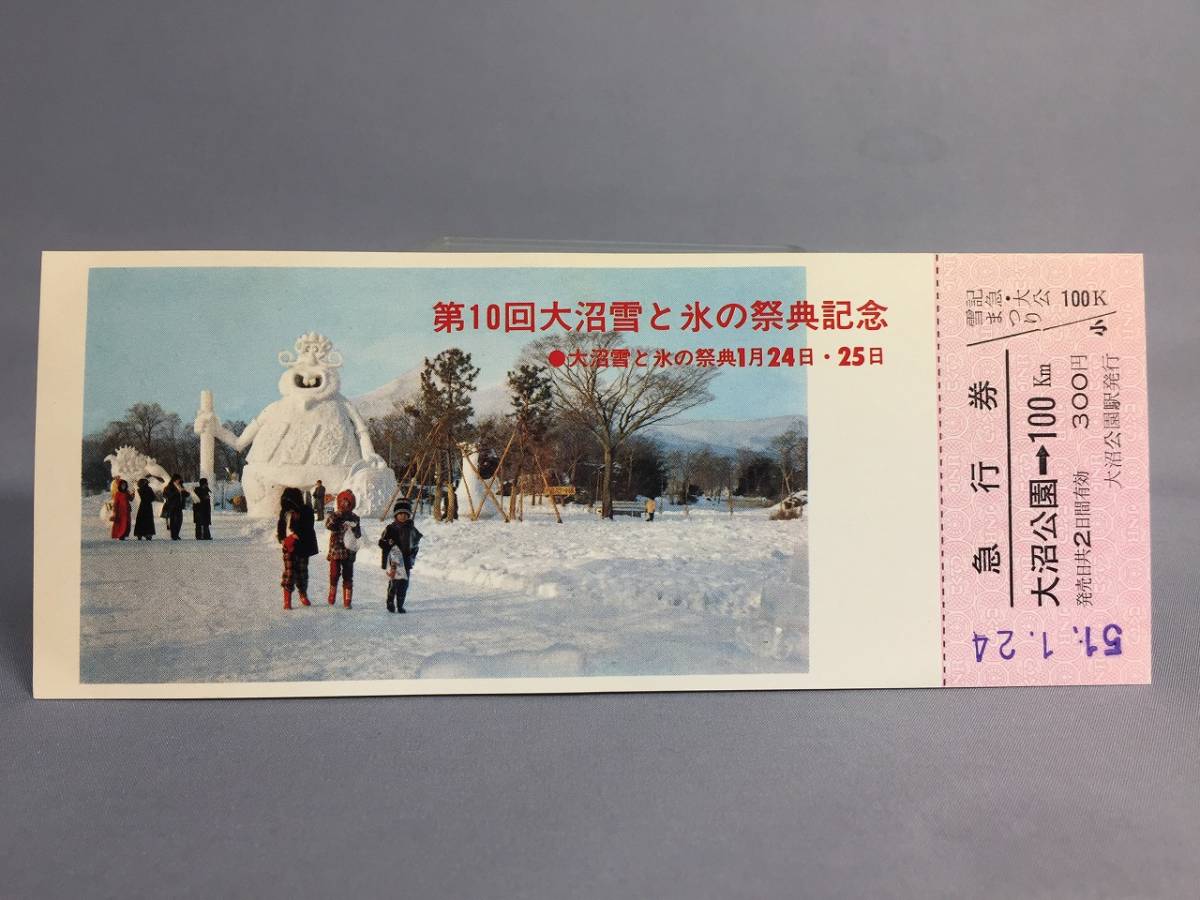 第10回大沼雪と氷の祭典記念
●大沼雪と氷の祭典1月24日・25日
記急・大公
雪まつり
100K
小
急行券
大沼公園➡100Km
発売日共2日間有効 300円
大沼公園駅発行
51.1.24